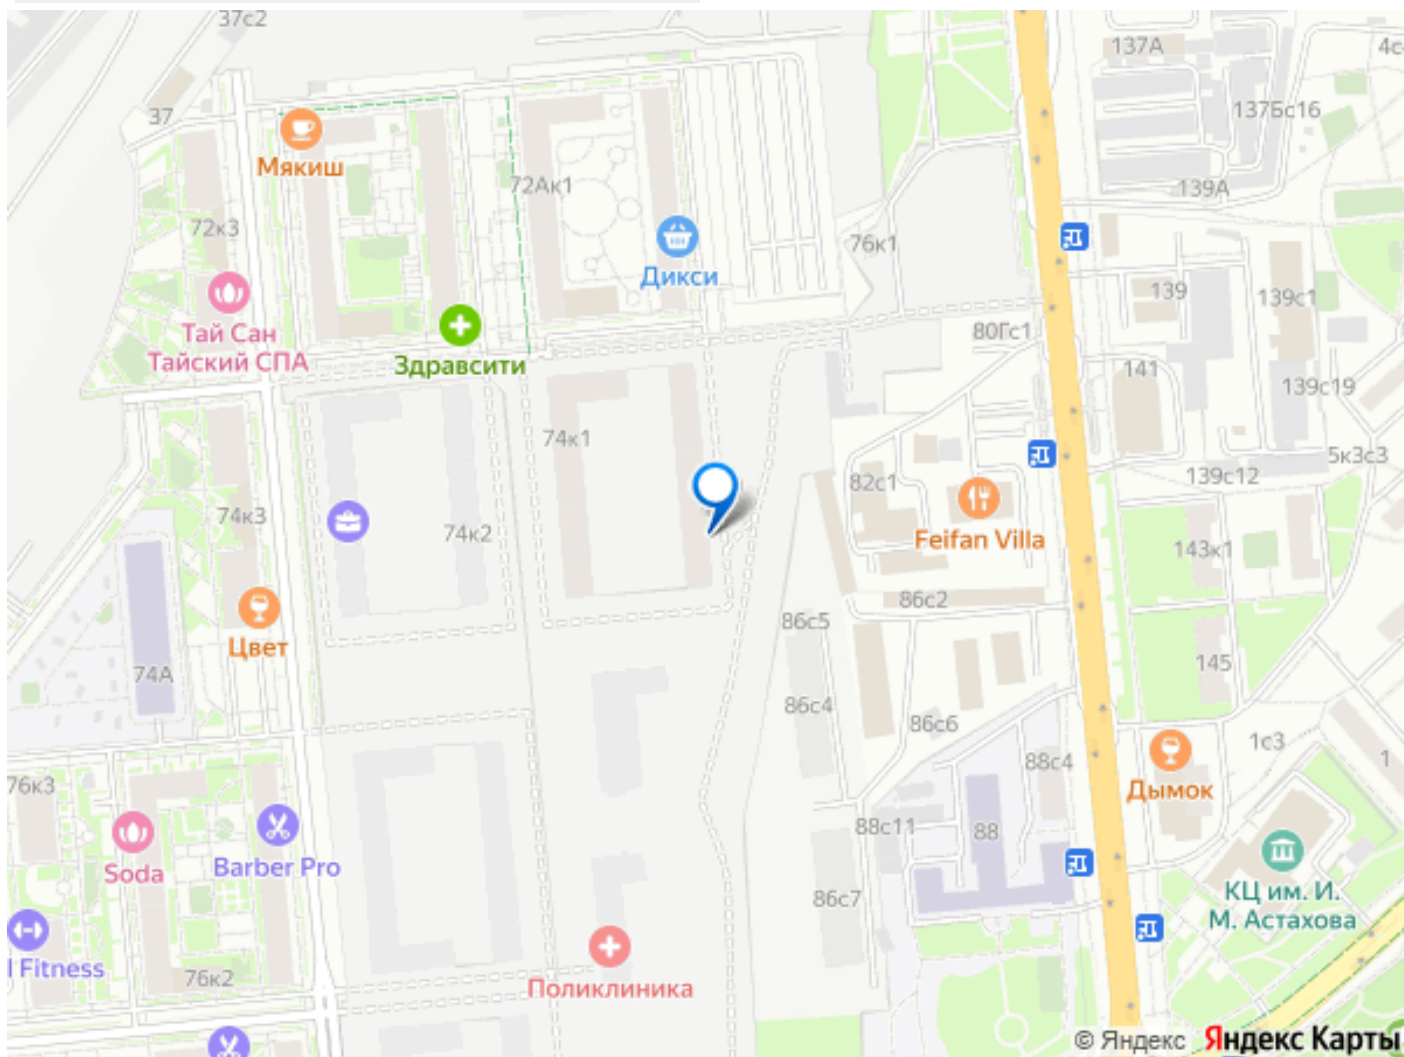 37с2
137А
4с
37
137Бс16
Мякиш
72Ак1
139А
72к3
76к1
Дикси
139
139с1
Тай Сан
Тайский СПА
Здравсити
80Гс1
141
139с19
74к1
5к3с3
82с1
139с12
74к3
74к2
Feifan Villa
143к1
86с2
Цвет
86с5
74А
145
86с4
86с6
1с3
88с4
1
76к3
Дымок
88с11
88
Soda
Barber Pro
86с7
КЦ им. И.
М. Астахова
l Fitness
76к2
Поликлиника
© Яндекс Яндекс Карты